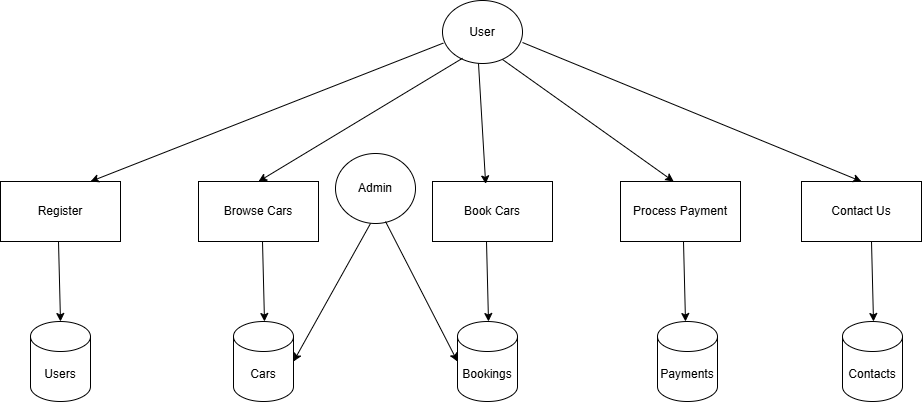 User
Admin
Register
Browse Cars
Book Cars
Process Payment
Contact Us
Users
Cars
Bookings
Payments
Contacts